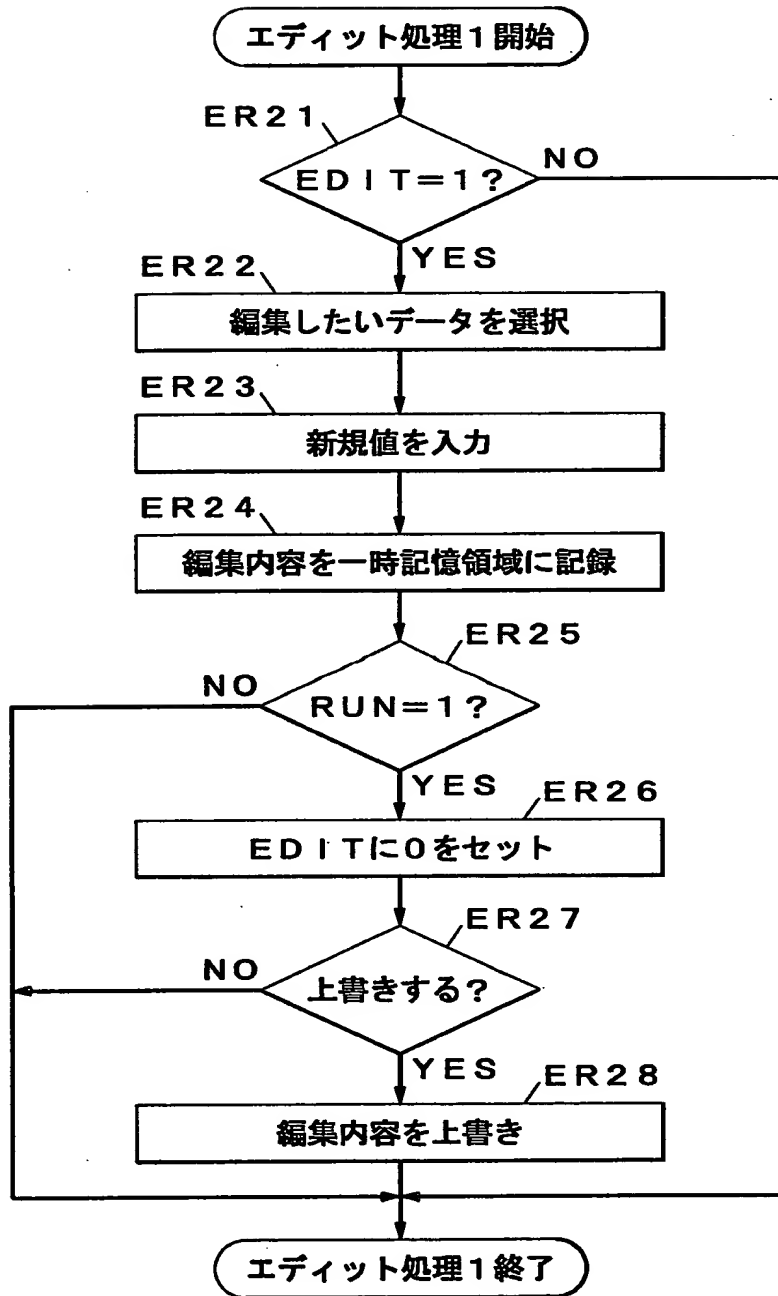 エディット処理1開始
ER21
EDIT=1?
NO
YES
ER22
編集したいデータを選択
ER23
新規値を入力
ER24
編集内容を一時記憶領域に記録
ER25
NO
RUN=1?
YES
ER26
EDITに0をセット
ER27
NO
上書きする?
YES
ER28
編集内容を上書き
エディット処理1終了